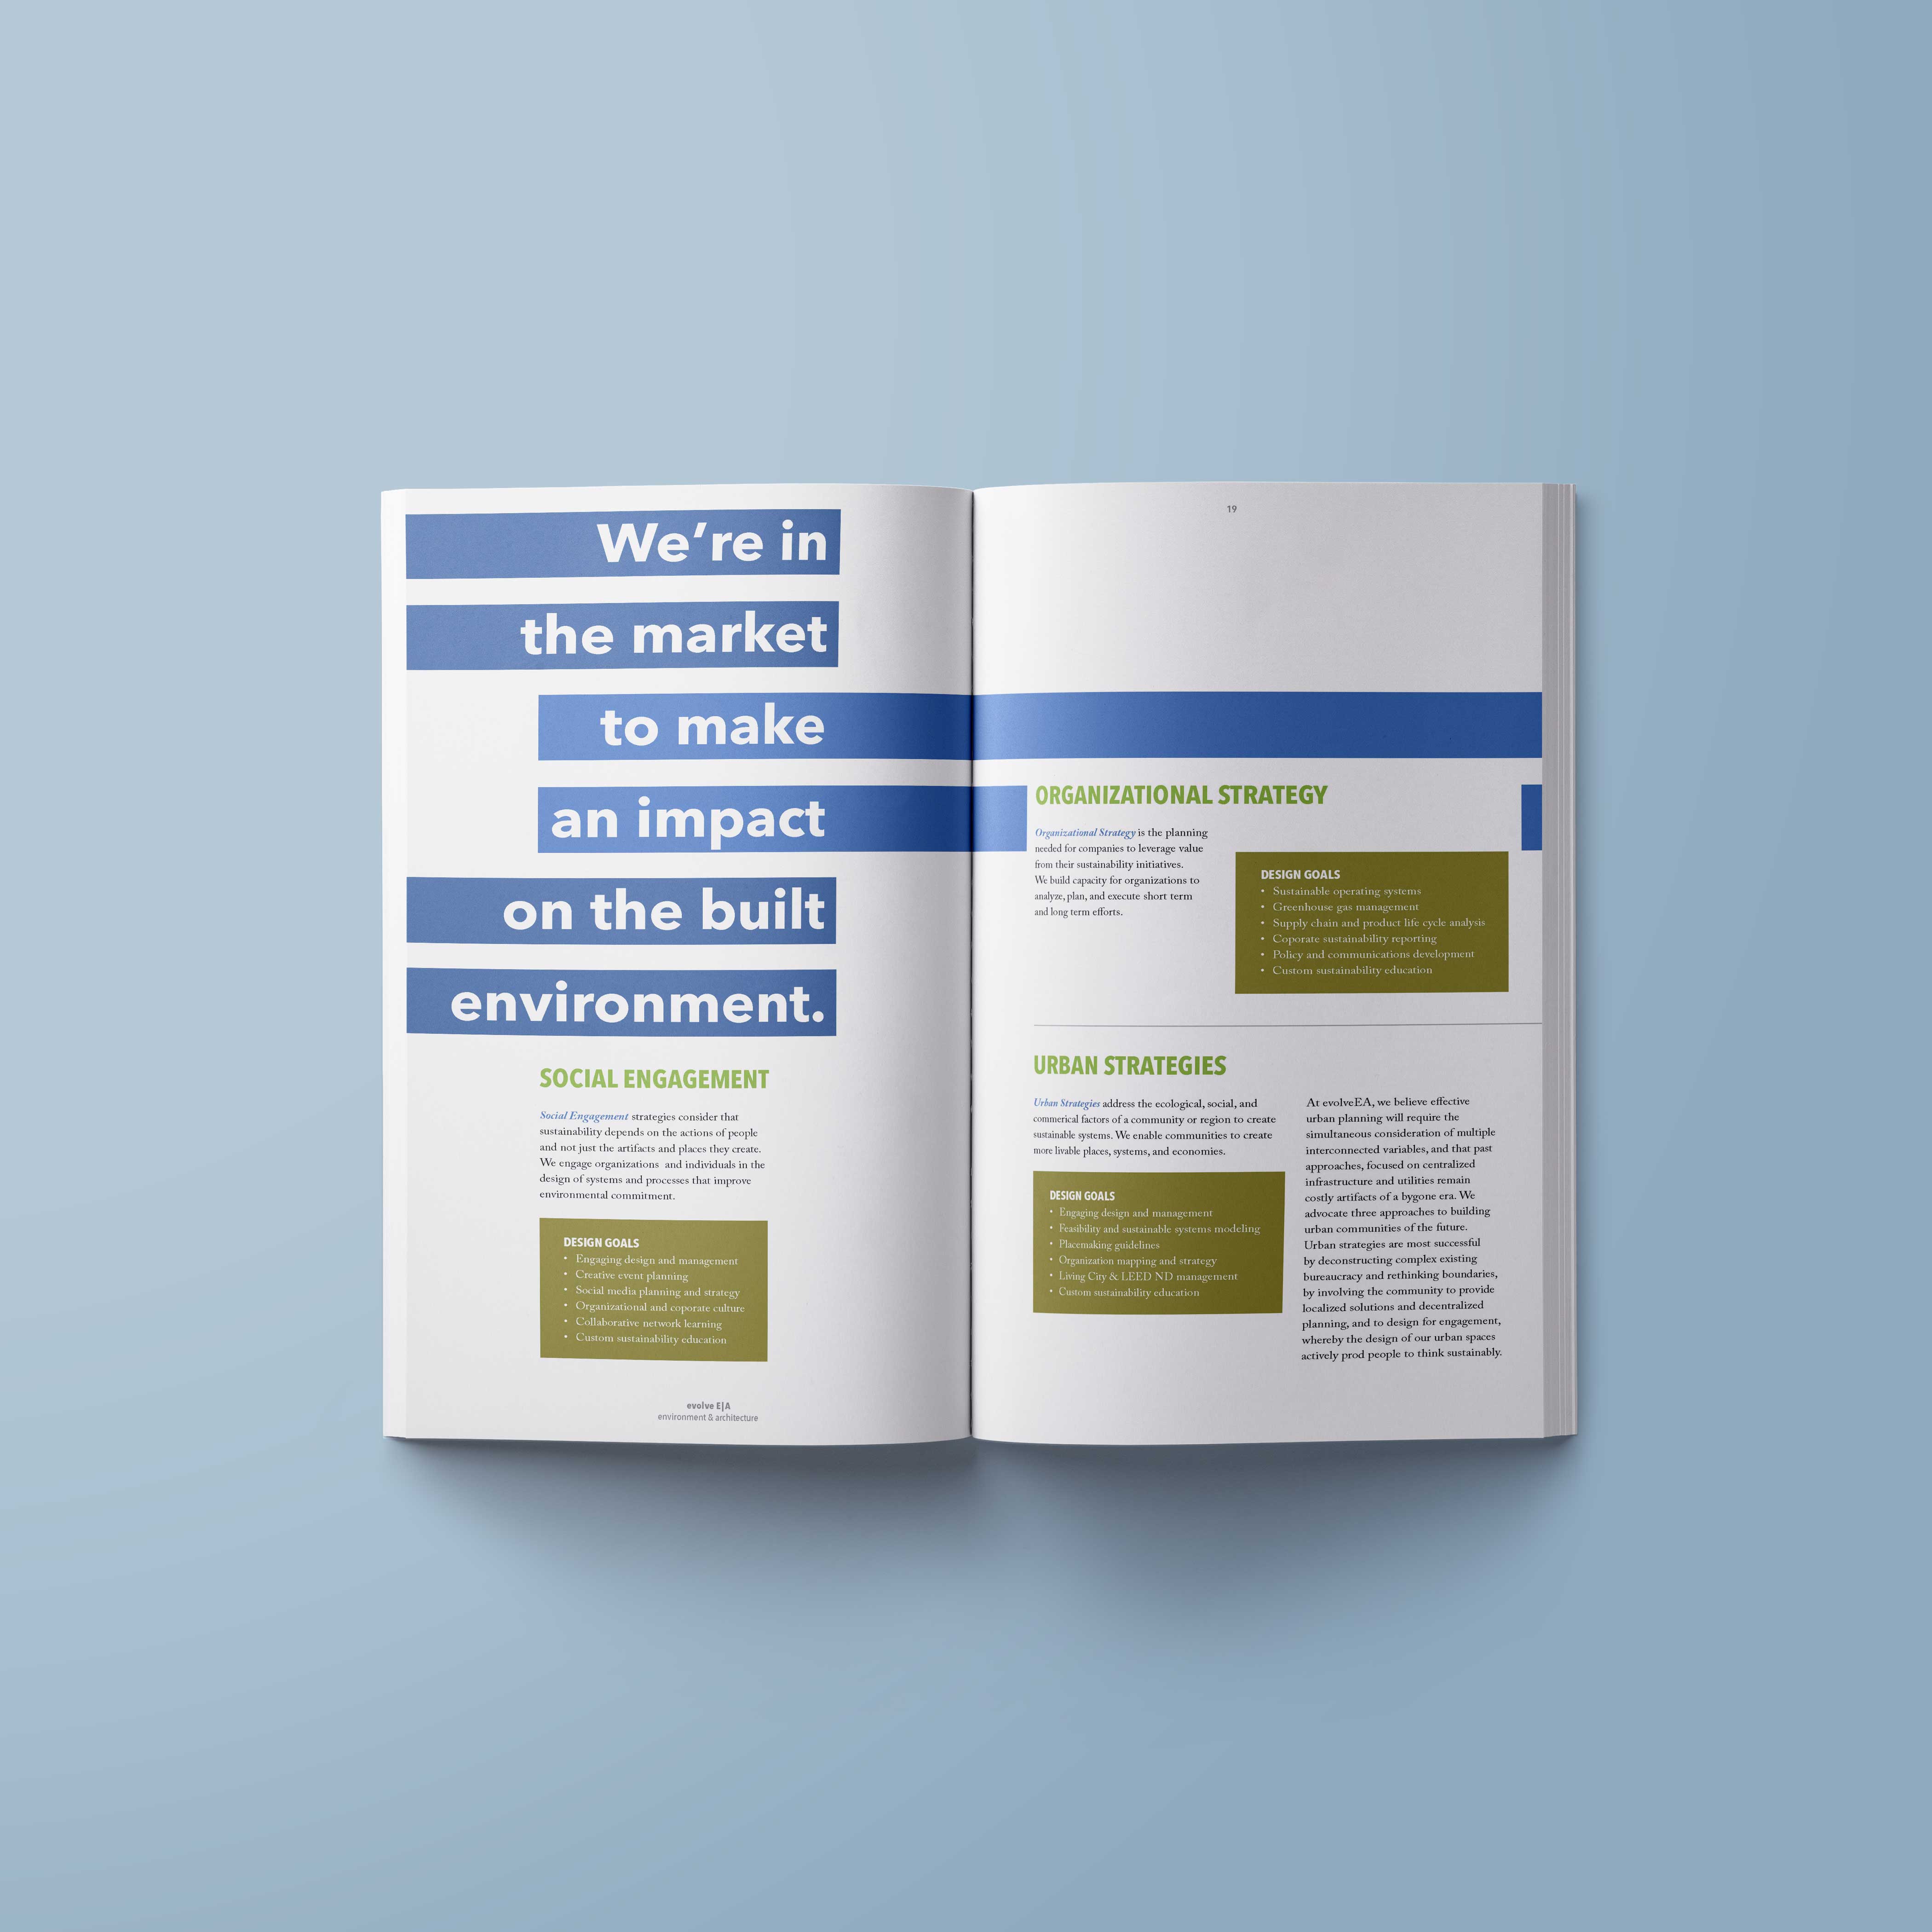 We're in
the market
to make
an impact
on the built
environment.
SOCIAL ENGAGEMENT
Social Engagement strategies consider that
sustainability depends on the actions of people
and not just the artifacts and places they create.
We engage organizations and individuals in the
design of systems and processes that improve
environmental commitment.
DESIGN GOALS
• Engaging design and management
• Creative event planning
• Social media planning and strategy
• Organizational and coporate culture
• Collaborative network learning
• Custom sustainability education
evolve E|A
environment & architecture
19
ORGANIZATIONAL STRATEGY
Organizational Strategy is the planning
needed for companies to leverage value
from their sustainability initiatives.
We build capacity for organizations to
analyze, plan, and execute short term
and long term efforts.
DESIGN GOALS
• Sustainable operating systems
• Greenhouse gas management
• Supply chain and product life cycle analysis
• Coporate sustainability reporting
• Policy and communications development
• Custom sustainability education
URBAN STRATEGIES
Urban Strategies address the ecological, social, and
commerical factors of a community or region to create
sustainable systems. We enable communities to create
more livable places, systems, and economies.
DESIGN GOALS
• Engaging design and management
• Feasibility and sustainable systems modeling
• Placemaking guidelines
• Organization mapping and strategy
• Living City & LEED ND management
• Custom sustainability education
At evolveEA, we believe effective
urban planning will require the
simultaneous consideration of multiple
interconnected variables, and that past
approaches, focused on centralized
infrastructure and utilities remain
costly artifacts of a bygone era. We
advocate three approaches to building
urban communities of the future.
Urban strategies are most successful
by deconstructing complex existing
bureaucracy and rethinking boundaries,
by involving the community to provide
localized solutions and decentralized
planning, and to design for engagement,
whereby the design of our urban spaces
actively prod people to think sustainably.